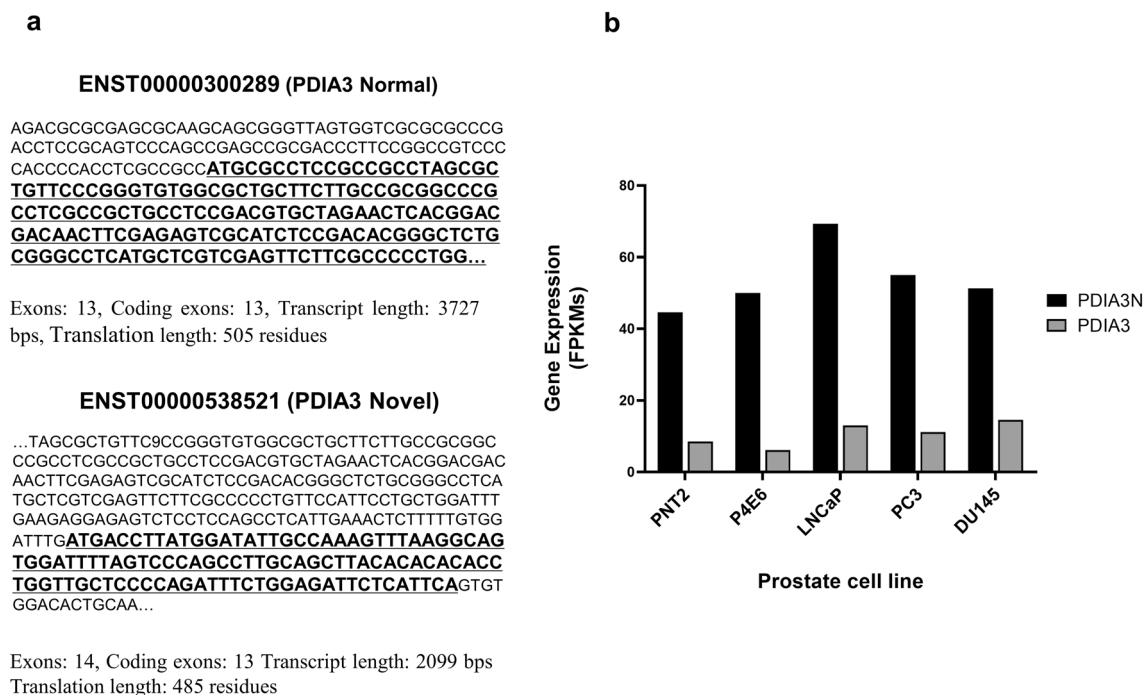 a
ENST00000300289 (PDIA3 Normal)
AGACGCGCGAGCGCAAGCAGCGGGTTAGTGGTCGCGCGCCCG
ACCTCCGCAGTCCCAGCCGAGCCGCGACCCTTCCGGCCGTCCC
CACCCCACCTCGCCGCCATGCGCCTCCGCCGCCTAGCGC
TGTTCCCGGGTGTGGCGCTGCTTCTTGCCGCGGCCCG
CCTCGCCGCTGCCTCCGACGTGCTAGAACTCACGGAC
GACAACTTCGAGAGTCGCATCTCCGACACGGGCTCTG
CGGGCCTCATGCTCGTCGAGTTCTTCGCCCCCTGG...
Exons: 13, Coding exons: 13, Transcript length: 3727
bps, Translation length: 505 residues
ENST00000538521 (PDIA3 Novel)
...TAGCGCTGTTC9CCGGGTGTGGCGCTGCTTCTTGCCGCGGC
CCGCCTCGCCGCTGCCTCCGACGTGCTAGAACTCACGGACGAC
AACTTCGAGAGTCGCATCTCCGACACGGGCTCTGCGGGCCTCA
TGCTCGTCGAGTTCTTCGCCCCCTGTTCCATTCCTGCTGGATTT
GAAGAGGAGAGTCTCCTCCAGCCTCATTGAAACTCTTTTTGTGG
ATTTGATGACCTTATGGATATTGCCAAAGTTTAAGGCAG
TGGATTTTAGTCCCAGCCTTGCAGCTTACACACACACC
TGGTTGCTCCCCAGATTTCTGGAGATTCTCATTCAGTGT
GGACACTGCAA...
Exons: 14, Coding exons: 13 Transcript length: 2099 bps
Translation length: 485 residues
b
Gene Expression
(FPKMs)
80
60
40
20
0
PNT2
P4E6
LNCaP
PC3
DU145
Prostate cell line
PDIA3N
PDIA3